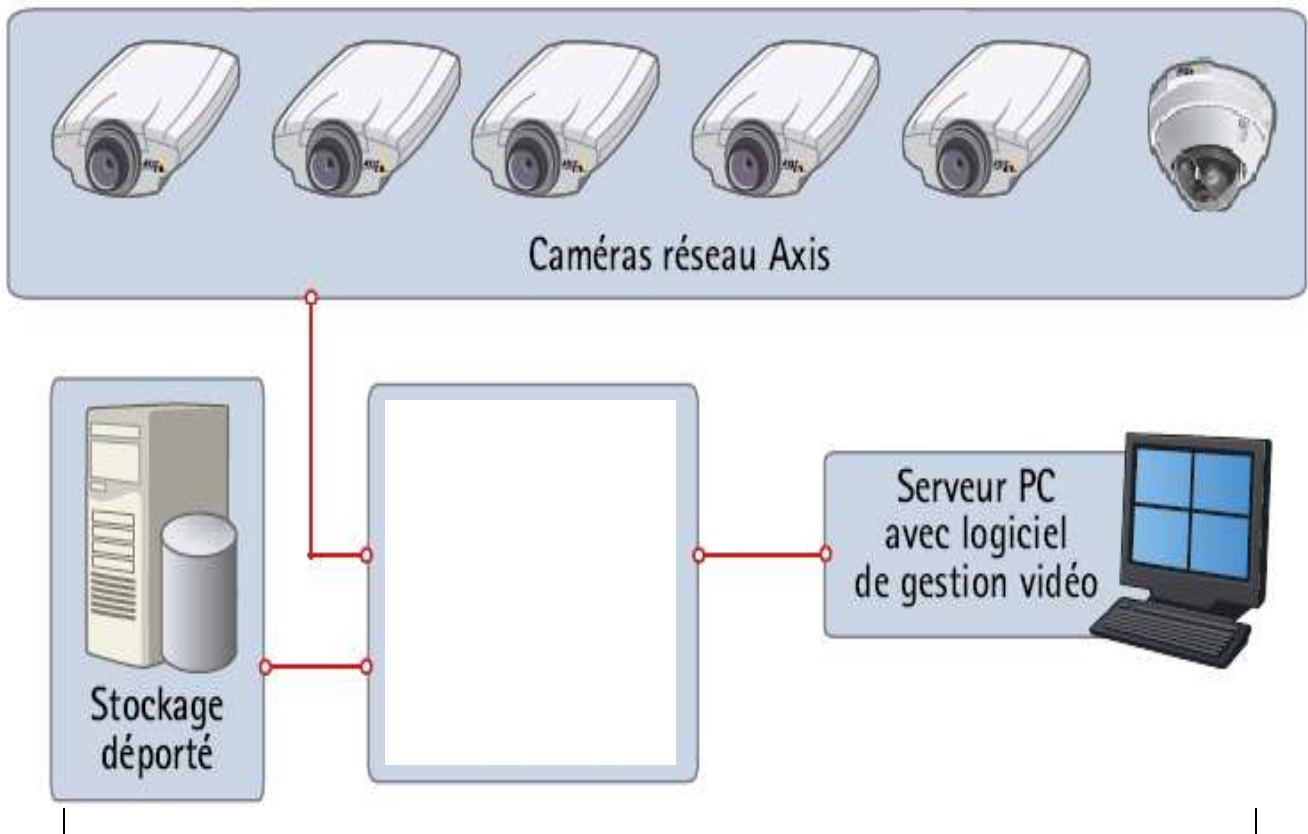 Caméras réseau Axis
Serveur PC
avec logiciel
de gestion vidéo
Stockage
déporté